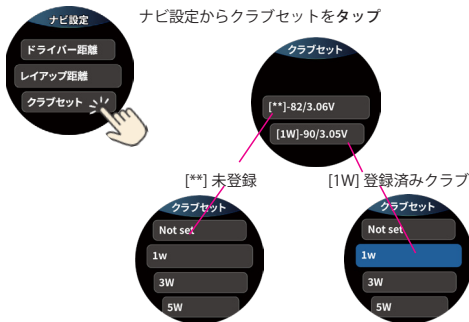 ナビ設定からクラブセットをタップ
ナビ設定
ドライバー距離
レイアップ距離
クラブセット
クラブセット
[**]-82/3.06V
[1W]-90/3.05V
[**] 未登録
[1W] 登録済みクラブ
クラブセット
Not set
1w
3W
5W
クラブセット
Not set
1w
3W
5W